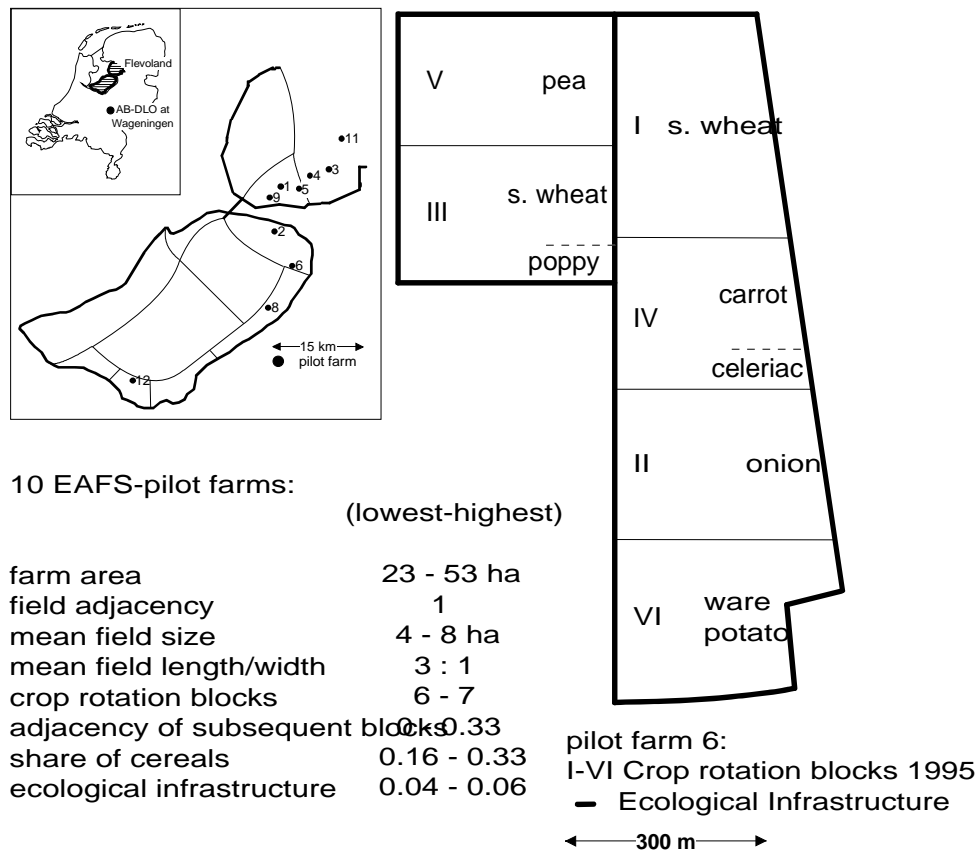 Flevoland
AB-DLO at
Wageningen
11
3
4
1
5
9
2
6
8
15 km
pilot farm
12
V pea
III s. wheat
poppy
I s. wheat
IV carrot
celeriac
II onion
VI ware
potato
10 EAFS-pilot farms:
(lowest-highest)
farm area 23 - 53 ha
field adjacency 1
mean field size 4 - 8 ha
mean field length/width 3 : 1
crop rotation blocks 6 - 7
adjacency of subsequent blocks 0 - 0.33
share of cereals 0.16 - 0.33
ecological infrastructure 0.04 - 0.06
pilot farm 6:
I-VI Crop rotation blocks 1995
Ecological Infrastructure
300 m